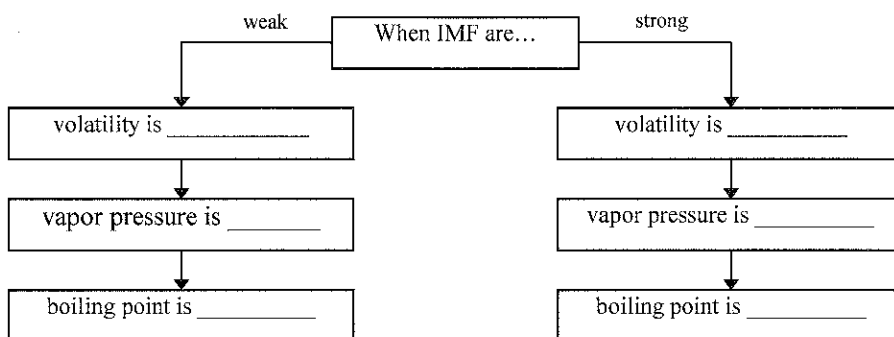 weak
When IMF are...
strong
volatility is ____________
volatility is __________
vapor pressure is ________
vapor pressure is __________
boiling point is __________
boiling point is __________